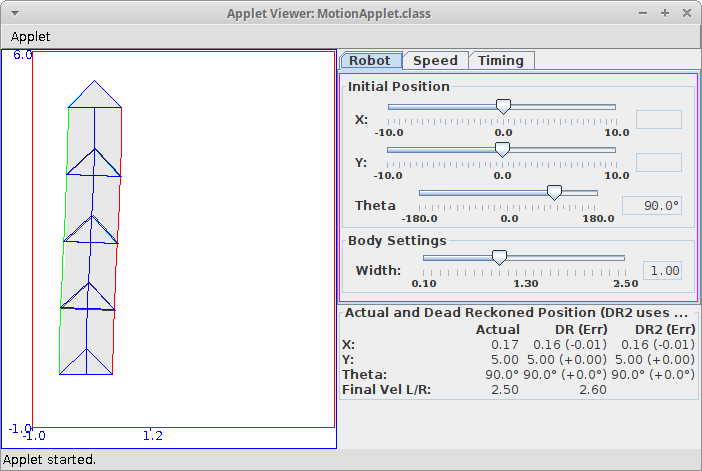 Applet Viewer: MotionApplet.class
Applet
6.0
-1.0
-1.0 1.2
Robot Speed Timing
Initial Position
X:
-10.0 0.0 10.0
Y:
-10.0 0.0 10.0
Theta 90.0°
-180.0 0.0 180.0
Body Settings
Width: 1.00
0.10 1.30 2.50
Actual and Dead Reckoned Position (DR2 uses ...
Actual DR (Err) DR2 (Err)
X: 0.17 0.16 (-0.01) 0.16 (-0.01)
Y: 5.00 5.00 (+0.00) 5.00 (+0.00)
Theta: 90.0° 90.0° (+0.0°) 90.0° (+0.0°)
Final Vel L/R: 2.50 2.60
Applet started.